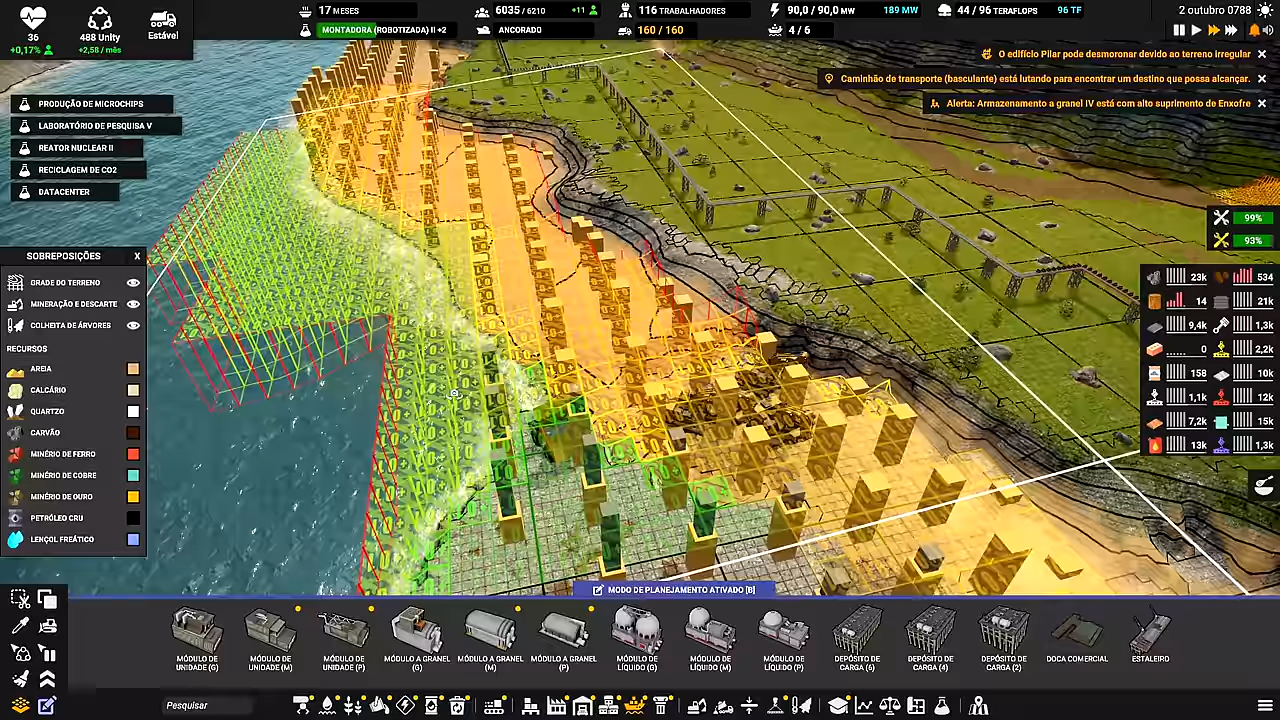 36
+0,17%
488 Unity
+2,58 / mês
Estável
17 MESES
6035 / 6210 +11
116 TRABALHADORES
90,0 / 90,0 MW 189 MW
44 / 96 TERAFLOPS 96 TF
2 outubro 0788
MONTADORA (ROBOTIZADA) II +2
ANCORADO
160 / 160
4 / 6
O edifício Pilar pode desmoronar devido ao terreno irregular X
Caminhão de transporte (basculante) está lutando para encontrar um destino que possa alcançar. X
Alerta: Armazenamento a granel IV está com alto suprimento de Enxofre X
PRODUÇÃO DE MICROCHIPS
LABORATÓRIO DE PESQUISA V
REATOR NUCLEAR II
RECICLAGEM DE CO2
DATACENTER
99%
93%
SOBREPOSIÇÕES X
GRADE DO TERRENO
MINERAÇÃO E DESCARTE
COLHEITA DE ÁRVORES
RECURSOS
AREIA
CALCÁRIO
QUARTZO
CARVÃO
MINÉRIO DE FERRO
MINÉRIO DE COBRE
MINÉRIO DE OURO
PETRÓLEO CRU
LENÇOL FREÁTICO
23k 534
14 21k
9,4k 1,3k
0 2,2k
158 10k
1,1k 12k
7,2k 15k
13k 1,3k
MODO DE PLANEJAMENTO ATIVADO [B]
MÓDULO DE UNIDADE (G)
MÓDULO DE UNIDADE (M)
MÓDULO DE UNIDADE (P)
MÓDULO A GRANEL (G)
MÓDULO A GRANEL (M)
MÓDULO A GRANEL (P)
MÓDULO DE LÍQUIDO (G)
MÓDULO DE LÍQUIDO (M)
MÓDULO DE LÍQUIDO (P)
DEPÓSITO DE CARGA (6)
DEPÓSITO DE CARGA (4)
DEPÓSITO DE CARGA (2)
DOCA COMERCIAL
ESTALEIRO
Pesquisar